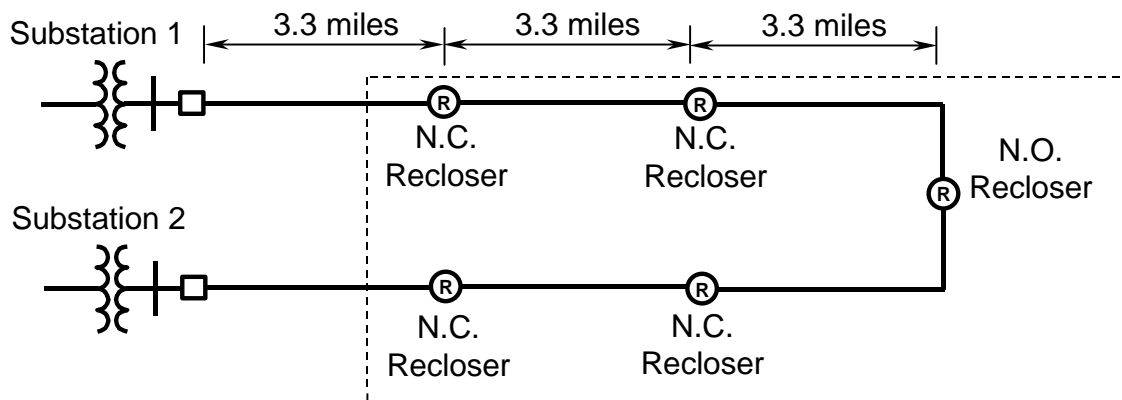 Substation 1
3.3 miles
3.3 miles
3.3 miles
R
R
N.C.
Recloser
N.C.
Recloser
N.O.
Recloser
R
Substation 2
R
R
N.C.
Recloser
N.C.
Recloser